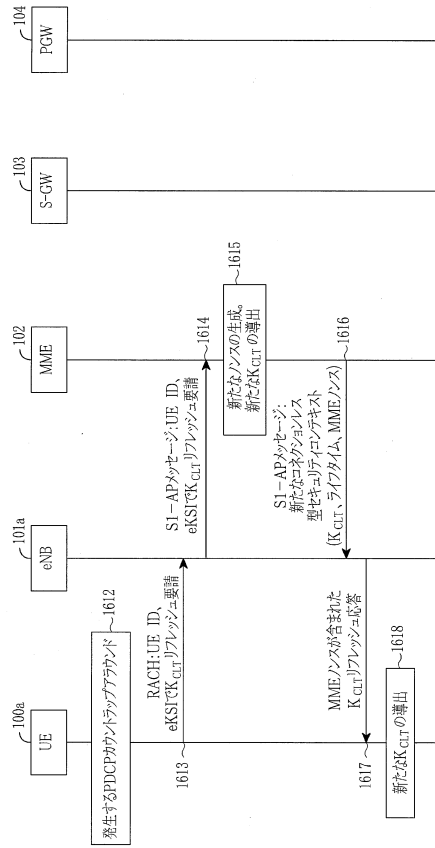 100a
UE
101a
eNB
102
MME
103
S-GW
104
PGW
発生するPDCPカウントラップアラウンド
1612
1613
RACH:UE ID、
eKSIでKCLTリフレッシュ要請
S1-APメッセージ:UE ID、
eKSIでKCLTリフレッシュ要請
1614
新たなノンスの生成。
新たなKCLTの導出
1615
S1-APメッセージ:
新たなコネクションレス
型セキュリティコンテキスト
(KCLT、ライフタイム、MMEノンス)
1616
1617
MMEノンスが含まれた
KCLTリフレッシュ応答
新たなKCLTの導出
1618